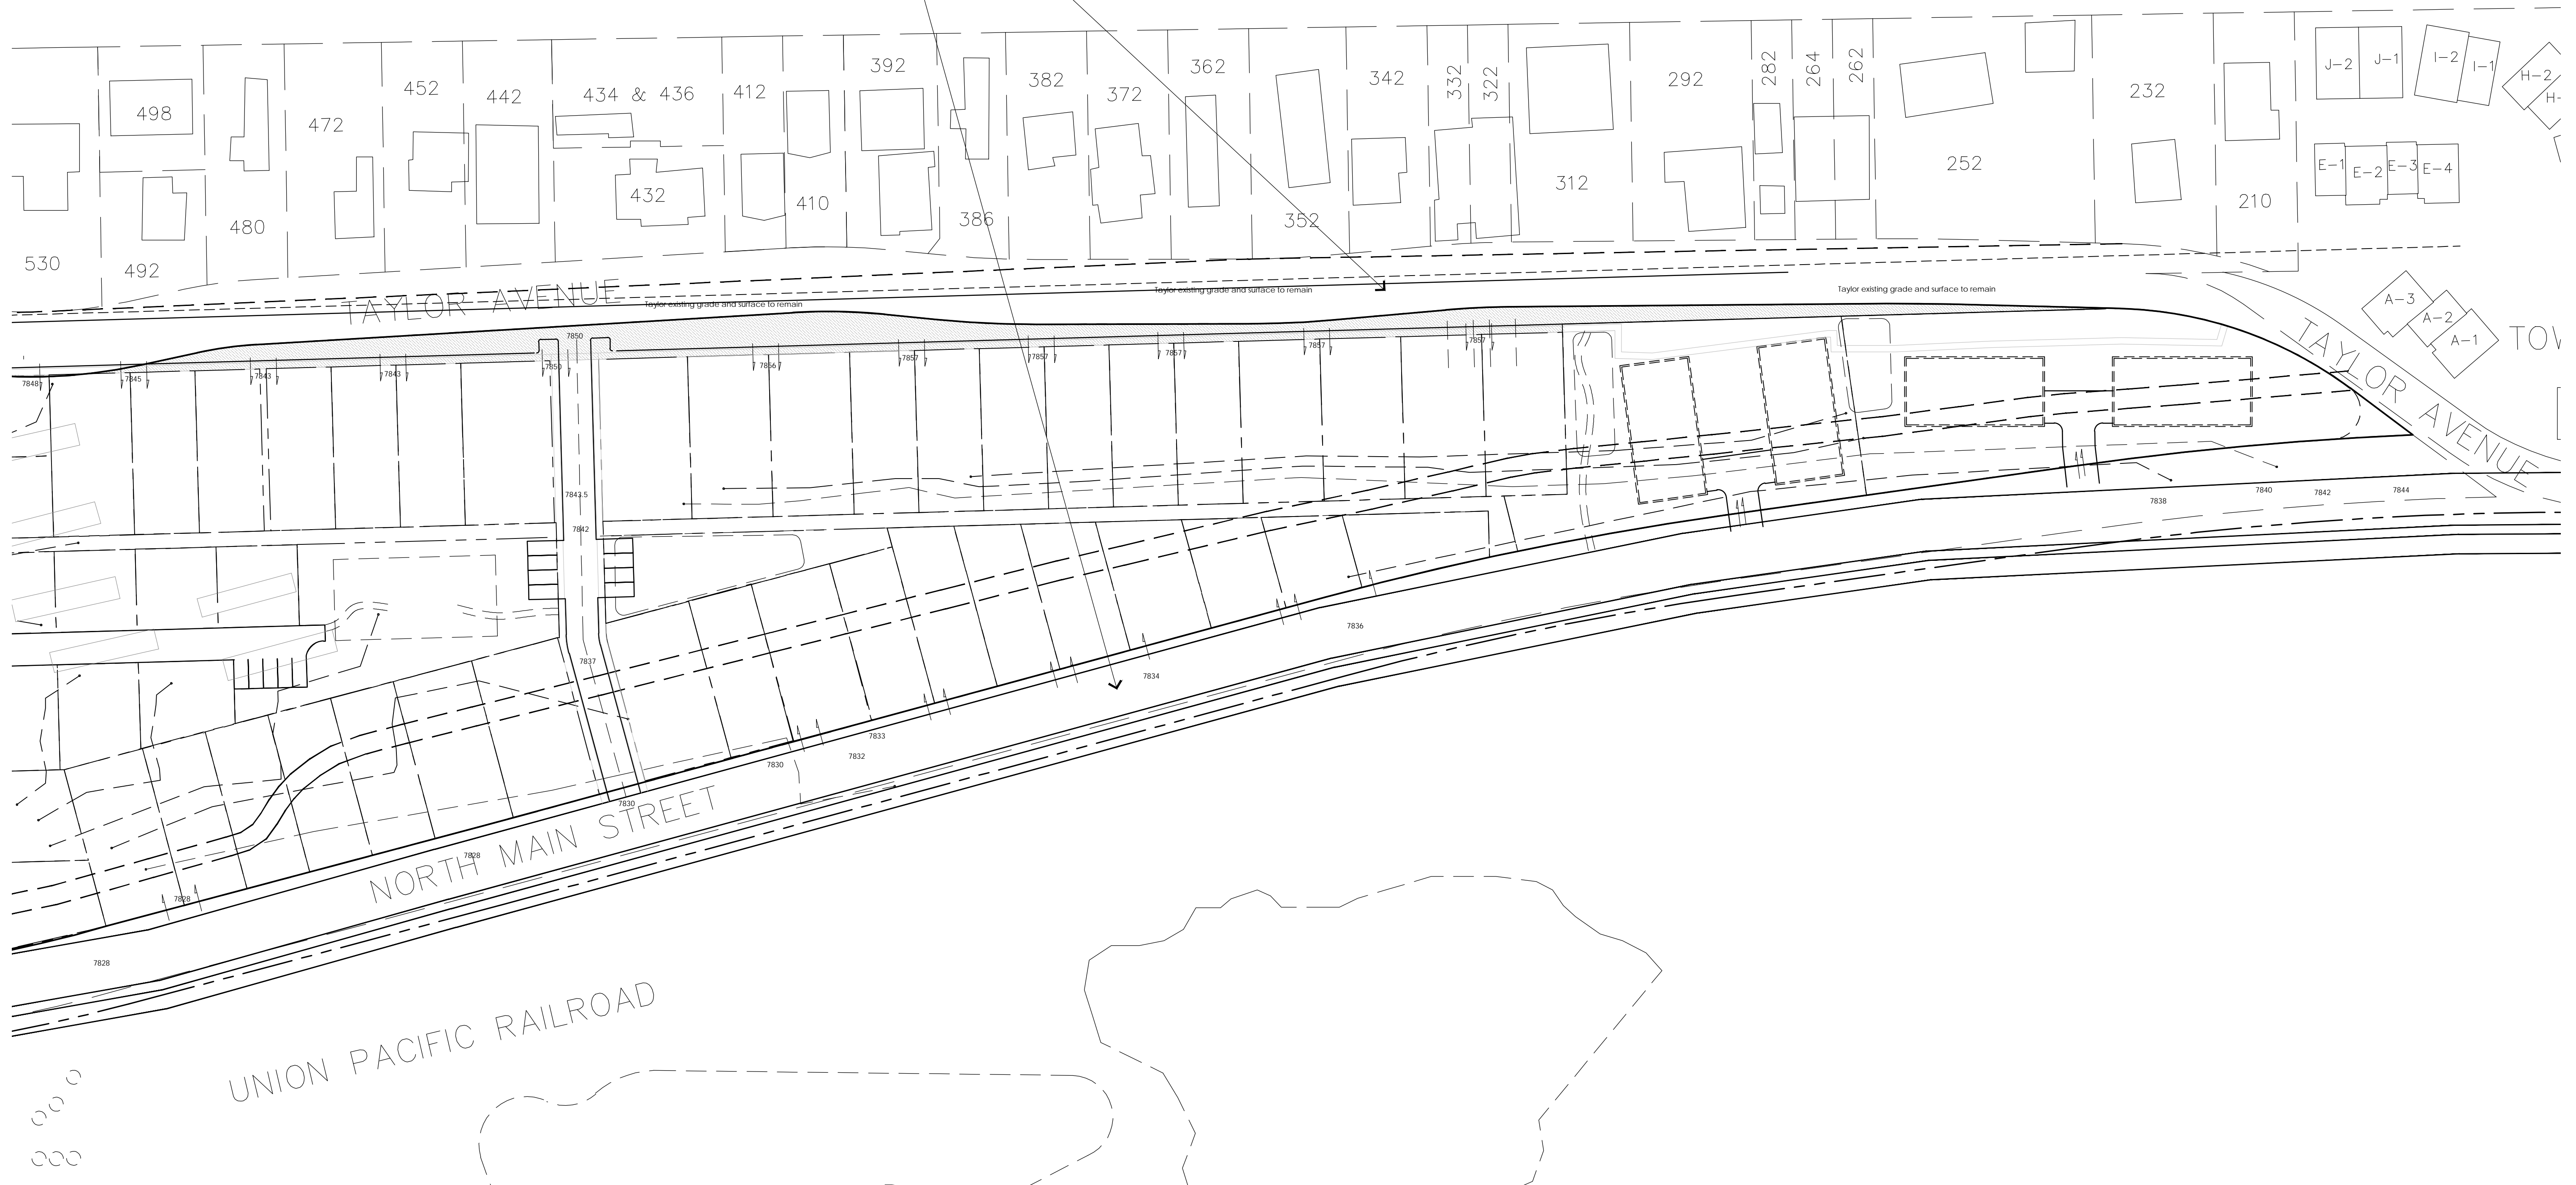 282
264
262
332
322
392
362
382
372
342
292
232
452
442
434 & 436
412
498
472
432
410
386
352
312
252
210
480
530
492
J-2
J-1
I-2
I-1
H-2
H-
E-1
E-2
E-3
E-4
A-3
A-2
A-1
TOW
TAYLOR AVENUE
Taylor existing grade and surface to remain
Taylor existing grade and surface to remain
Taylor existing grade and surface to remain
TAYLOR AVENUE
7850
7848
7845
7843
7843
7850
7856
7857
7857
7857
7857
7857
7843.5
7842
7837
7830
7838
7840
7842
7844
7836
7834
7833
7832
7830
7828
7828
7828
NORTH MAIN STREET
UNION PACIFIC RAILROAD